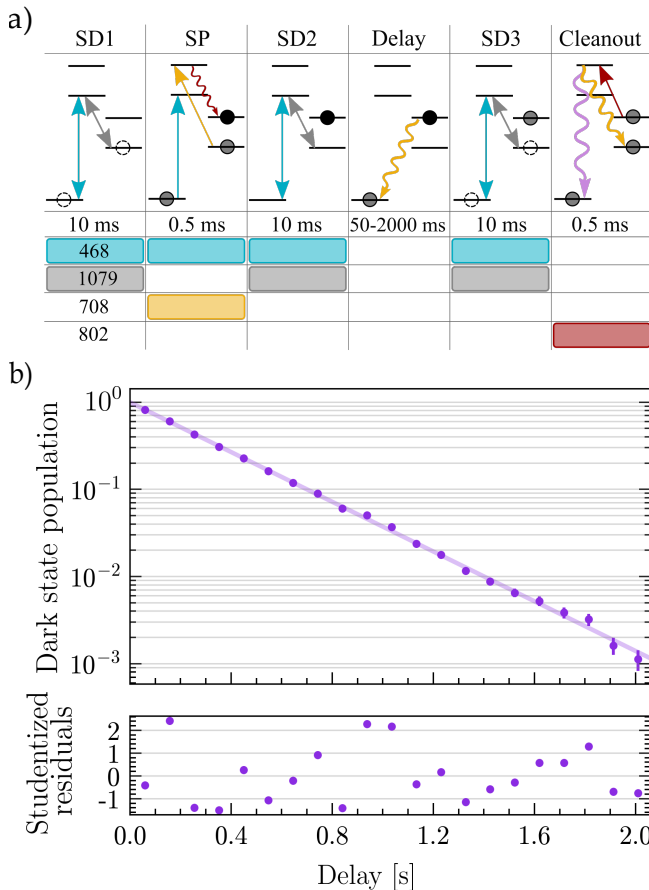 a)
SD1 SP SD2 Delay SD3 Cleanout
10 ms 0.5 ms 10 ms 50-2000 ms 10 ms 0.5 ms
468
1079
708
802
b)
Dark state population
10^0
10^-1
10^-2
10^-3
Studentized
residuals
2
1
0
-1
0.0 0.4 0.8 1.2 1.6 2.0
Delay [s]